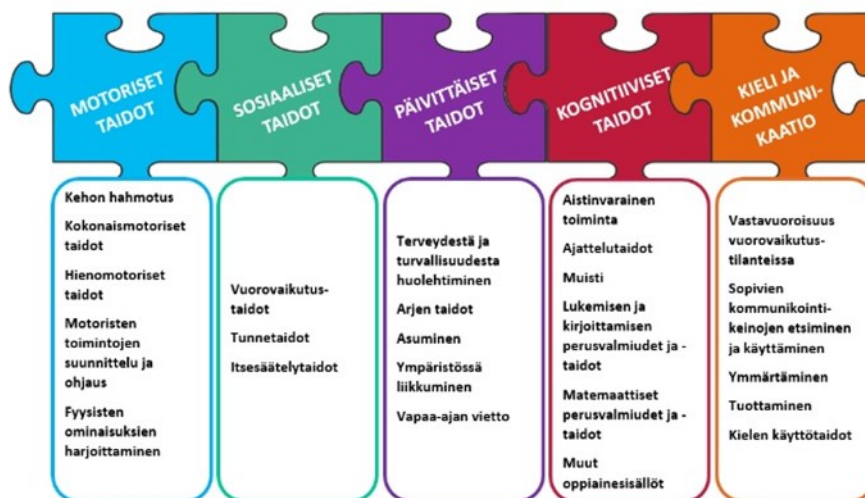 MOTORISET
TAIDOT
SOSIAALISET
TAIDOT
PÄIVITTÄISET
TAIDOT
KOGNITIIVISET
TAIDOT
KIELI JA
KOMMUNI-
KAATIO
Kehon hahmotus
Kokonaismotoriset
taidot
Hienomotoriset
taidot
Motoristen
toimintojen
suunnittelu ja
ohjaus
Fyysisten
ominaisuksien
harjoittaminen
Vuorovaikutus-
taidot
Tunnetaidot
Itsesäätelytaidot
Terveydestä ja
turvallisuudesta
huolehtiminen
Arjen taidot
Asuminen
Ympäristössä
liikkuminen
Vapaa-ajan vietto
Aistinvarainen
toiminta
Ajattelutaidot
Muisti
Lukemisen ja
kirjoittamisen
perusvalmiudet ja -
taidot
Matemaattiset
perusvalmiudet ja -
taidot
Muut
oppiainesisällöt
Vastavuoroisuus
vuorovaikutus-
tilanteissa
Sopivien
kommunikointi-
keinojen etsiminen
ja käyttäminen
Ymmärtäminen
Tuottaminen
Kielen käyttötaidot